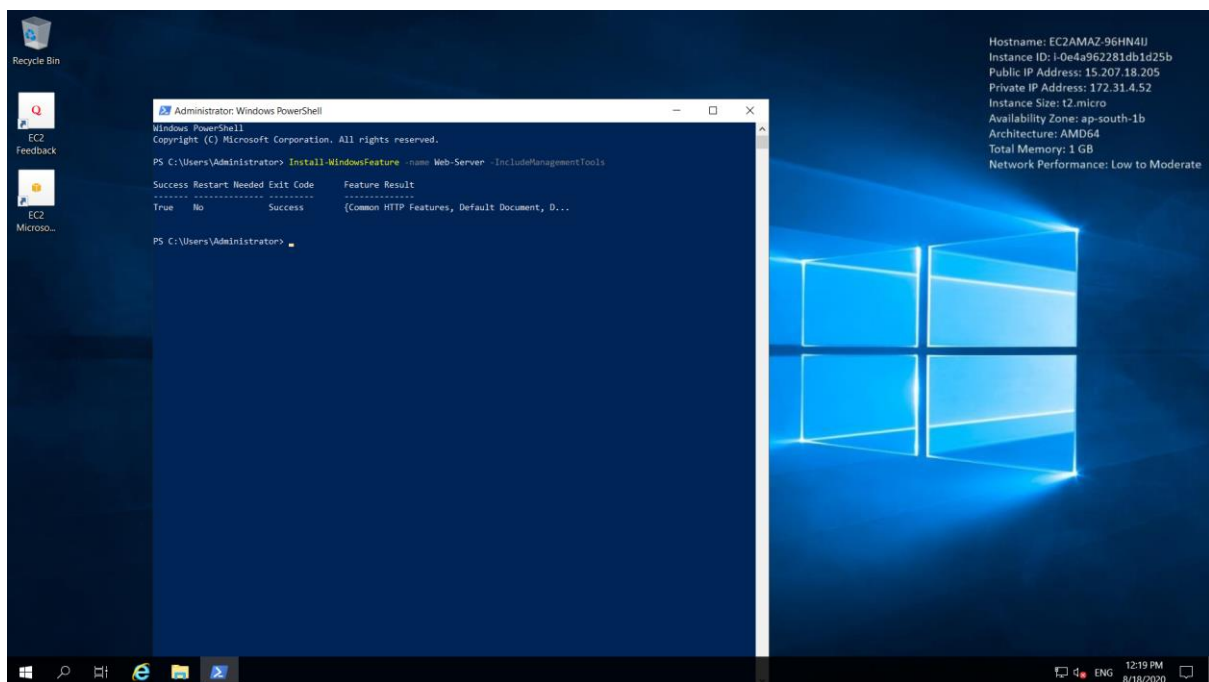 Recycle Bin
Q
EC2
Feedback
EC2
Microso...
Administrator: Windows PowerShell
Windows PowerShell
Copyright (C) Microsoft Corporation. All rights reserved.
PS C:\Users\Administrator> Install-WindowsFeature -name Web-Server -IncludeManagementTools
Success Restart Needed Exit Code Feature Result
------- -------------- --------- --------------
True No Success {Common HTTP Features, Default Document, D...
PS C:\Users\Administrator>
Hostname: EC2AMAZ-96HN4IJ
Instance ID: i-0e4a962281db1d25b
Public IP Address: 15.207.18.205
Private IP Address: 172.31.4.52
Instance Size: t2.micro
Availability Zone: ap-south-1b
Architecture: AMD64
Total Memory: 1 GB
Network Performance: Low to Moderate
ENG
12:19 PM
8/18/2020